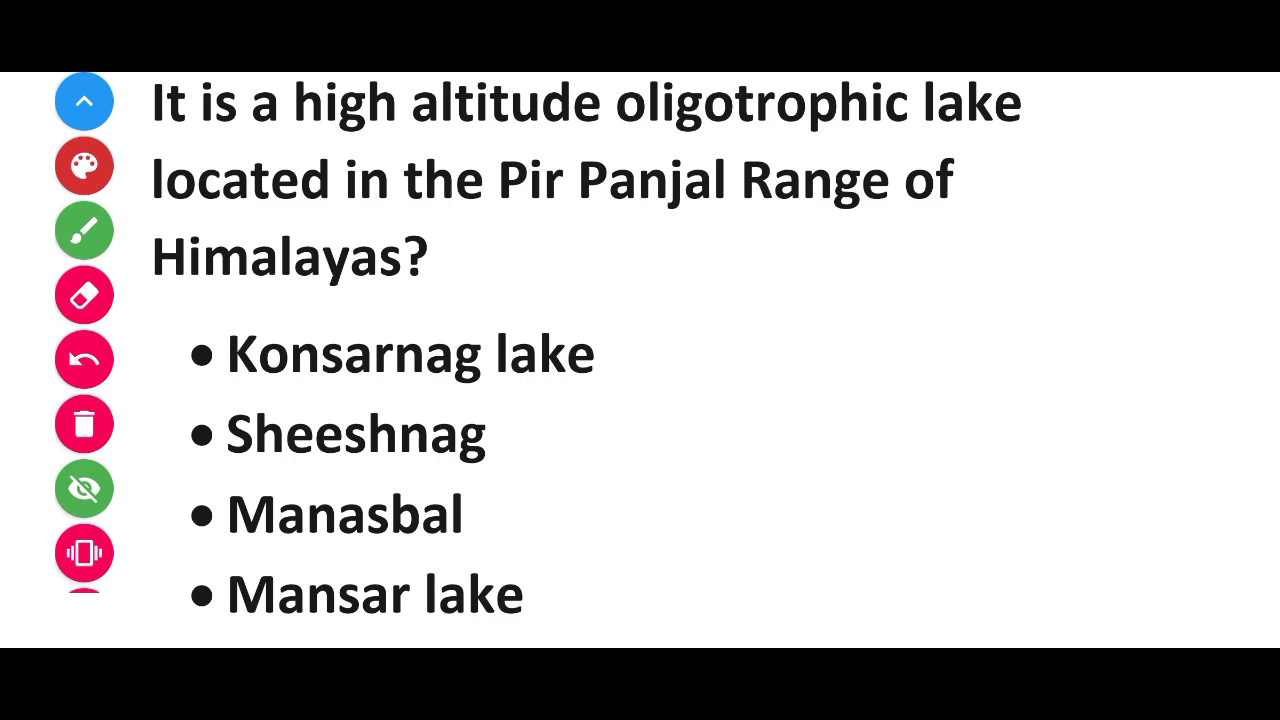 It is a high altitude oligotrophic lake
located in the Pir Panjal Range of
Himalayas?
• Konsarnag lake
• Sheeshnag
• Manasbal
• Mansar lake